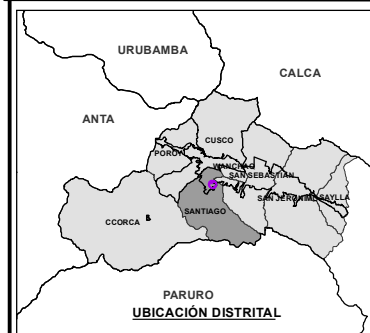 URUBAMBA
CALCA
ANTA
CUSCO
POROY
WANCHAQ
SAN SEBASTIAN
SAN JERONIMO
SAYLLA
SANTIAGO
CCORCA
PARURO
UBICACIÓN DISTRITAL